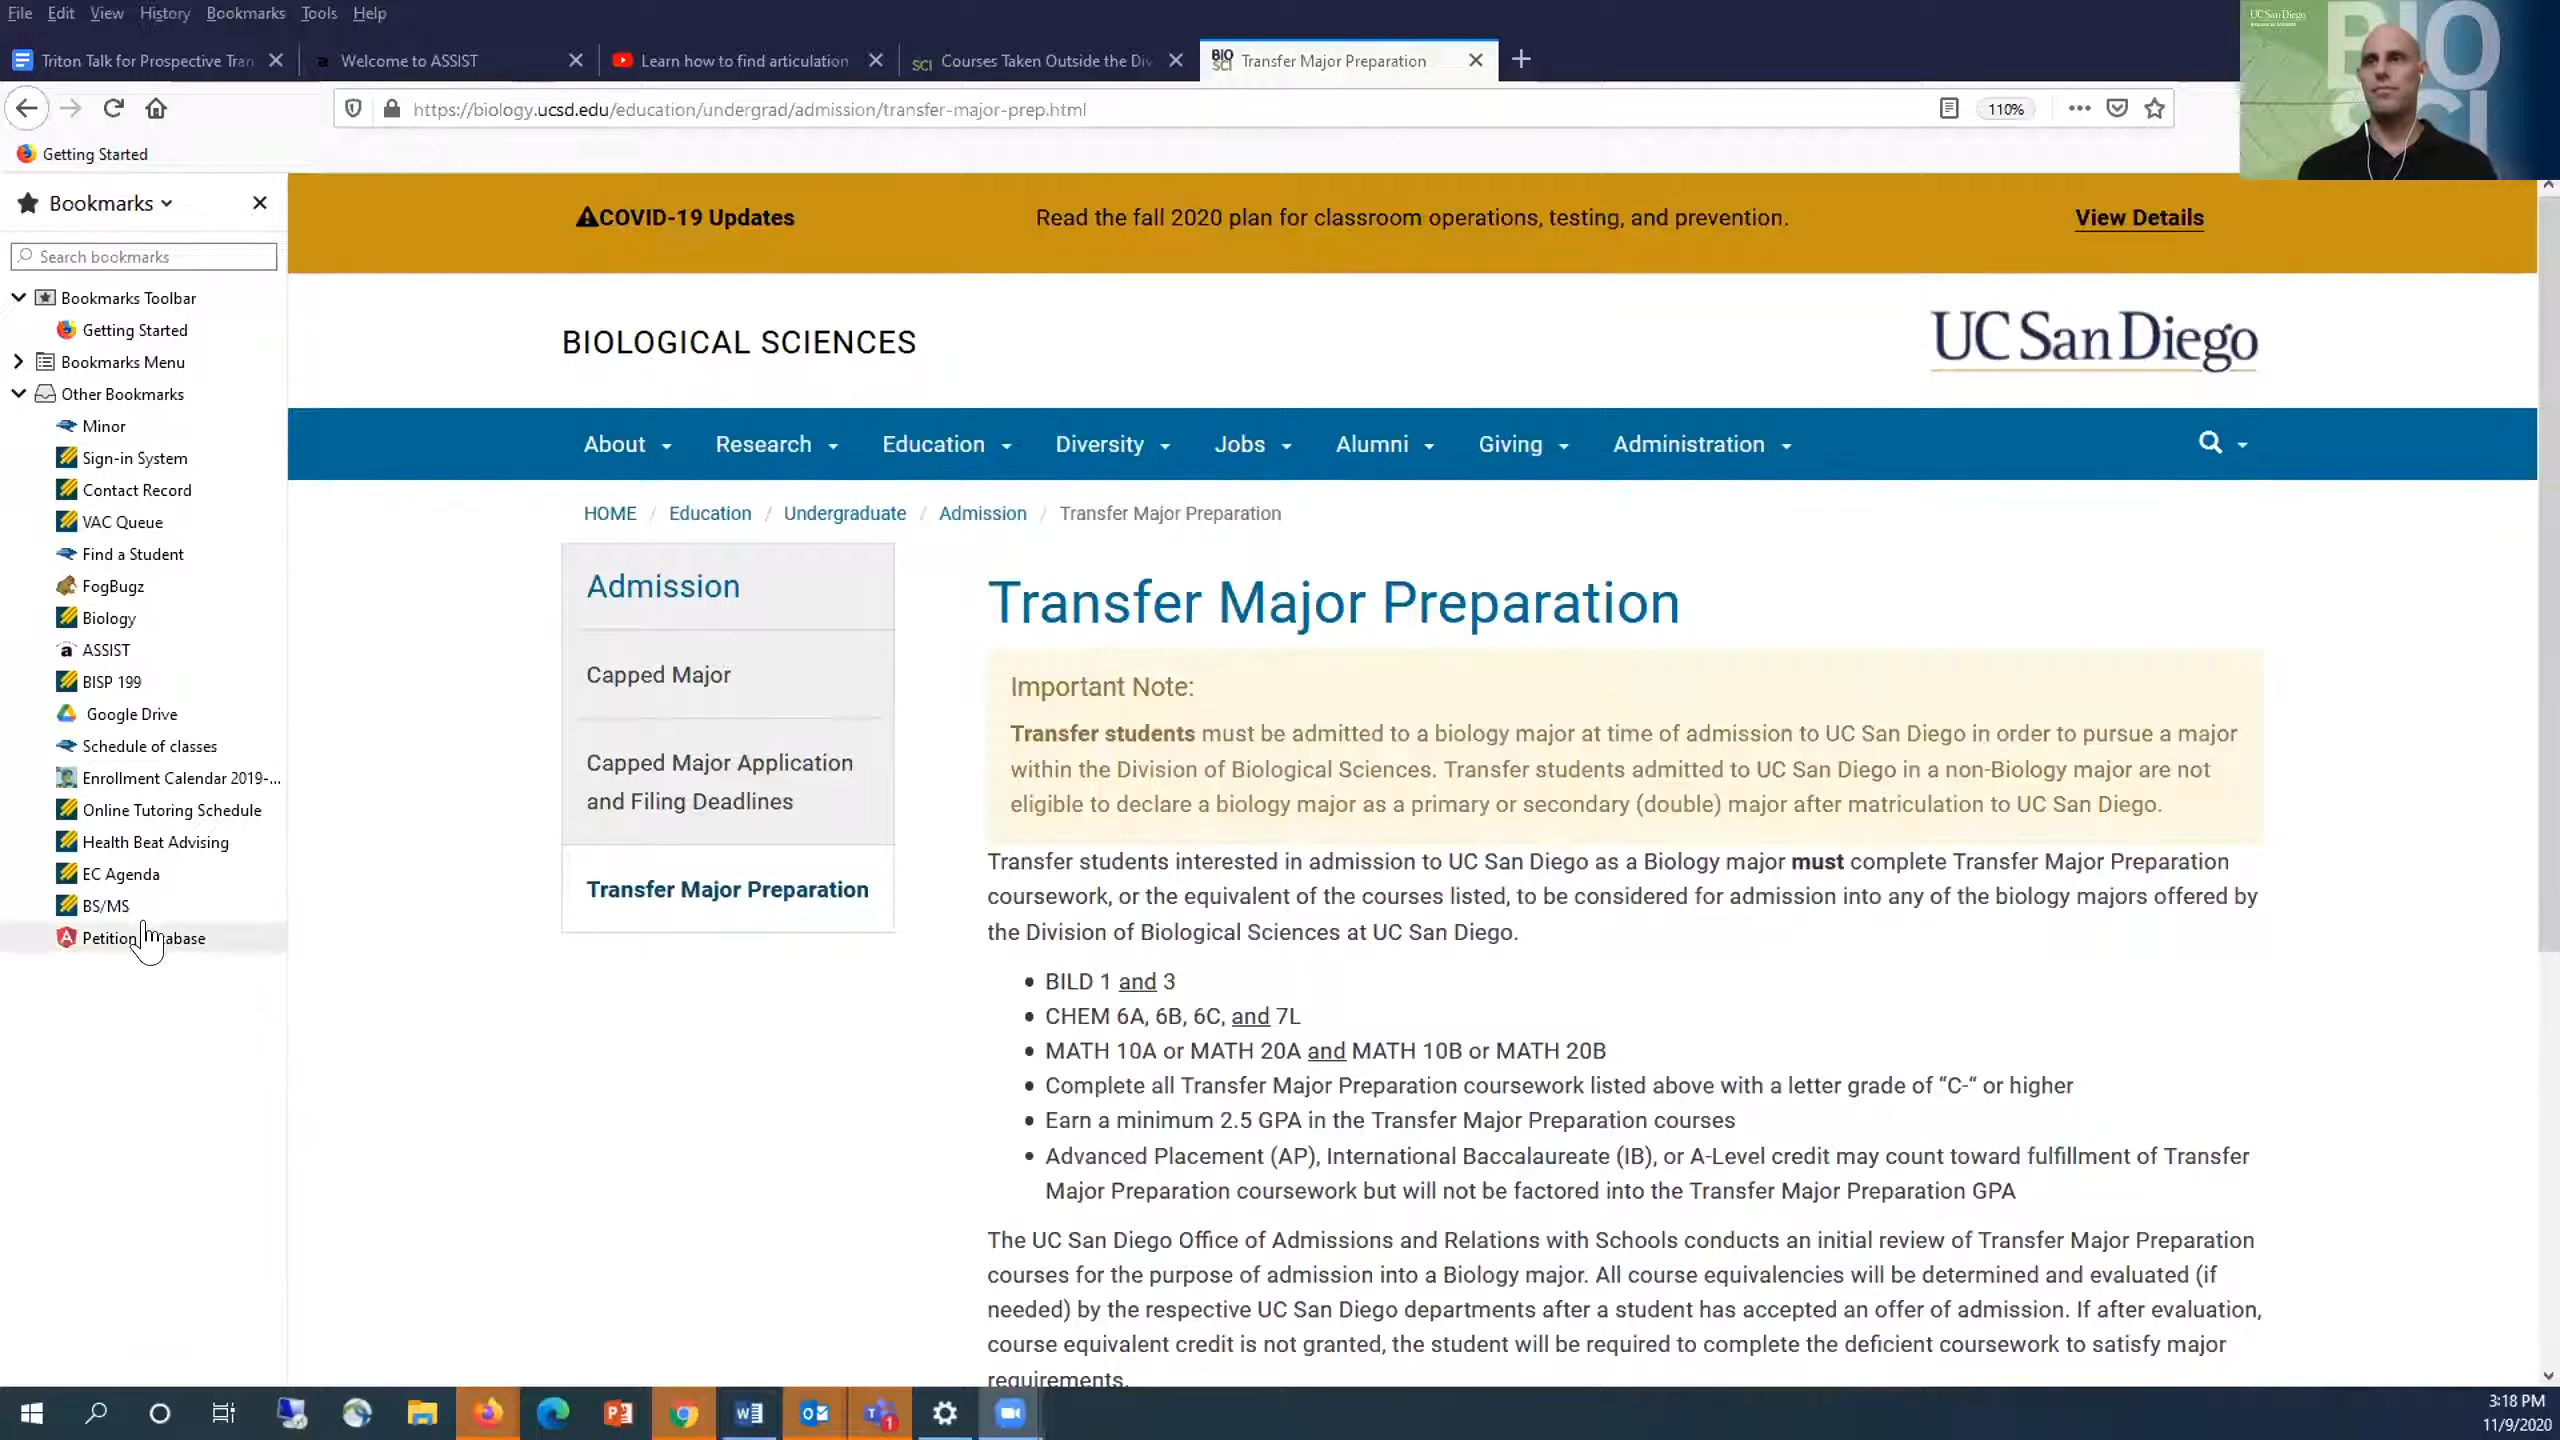 File Edit View History Bookmarks Tools Help
Triton Talk for Prospective Tran
Welcome to ASSIST
Learn how to find articulation
SCI Courses Taken Outside the Div
BIO SCI Transfer Major Preparation
https://biology.ucsd.edu/education/undergrad/admission/transfer-major-prep.html
110%
Getting Started
UC San Diego
BIO
SCI
Bookmarks
Search bookmarks
Bookmarks Toolbar
Getting Started
Bookmarks Menu
Other Bookmarks
Minor
Sign-in System
Contact Record
VAC Queue
Find a Student
FogBugz
Biology
ASSIST
BISP 199
Google Drive
Schedule of classes
Enrollment Calendar 2019-...
Online Tutoring Schedule
Health Beat Advising
EC Agenda
BS/MS
COVID-19 Updates
Read the fall 2020 plan for classroom operations, testing, and prevention.
View Details
BIOLOGICAL SCIENCES
UC San Diego
About Research Education Diversity Jobs Alumni Giving Administration
HOME / Education / Undergraduate / Admission / Transfer Major Preparation
Admission
Capped Major
Capped Major Application
and Filing Deadlines
Transfer Major Preparation
Transfer Major Preparation
Important Note:
Transfer students must be admitted to a biology major at time of admission to UC San Diego in order to pursue a major
within the Division of Biological Sciences. Transfer students admitted to UC San Diego in a non-Biology major are not
eligible to declare a biology major as a primary or secondary (double) major after matriculation to UC San Diego.
Transfer students interested in admission to UC San Diego as a Biology major must complete Transfer Major Preparation
coursework, or the equivalent of the courses listed, to be considered for admission into any of the biology majors offered by
the Division of Biological Sciences at UC San Diego.
• BILD 1 and 3
• CHEM 6A, 6B, 6C, and 7L
• MATH 10A or MATH 20A and MATH 10B or MATH 20B
• Complete all Transfer Major Preparation coursework listed above with a letter grade of “C-“ or higher
• Earn a minimum 2.5 GPA in the Transfer Major Preparation courses
• Advanced Placement (AP), International Baccalaureate (IB), or A-Level credit may count toward fulfillment of Transfer
Major Preparation coursework but will not be factored into the Transfer Major Preparation GPA
The UC San Diego Office of Admissions and Relations with Schools conducts an initial review of Transfer Major Preparation
courses for the purpose of admission into a Biology major. All course equivalencies will be determined and evaluated (if
needed) by the respective UC San Diego departments after a student has accepted an offer of admission. If after evaluation,
course equivalent credit is not granted, the student will be required to complete the deficient coursework to satisfy major
requirements.
3:18 PM
11/9/2020